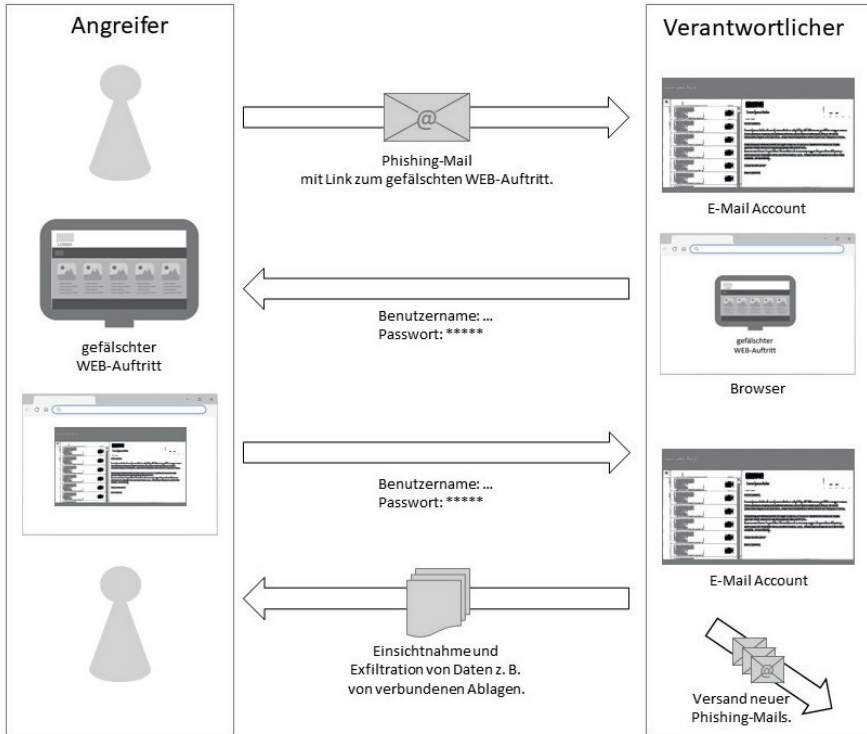 Angreifer
Verantwortlicher
@
Phishing-Mail
mit Link zum gefälschten WEB-Auftritt.
E-Mail Account
gefälschter
WEB-Auftritt
Benutzername: ...
Passwort: *****
gefälschter
WEB-Auftritt
Browser
Benutzername: ...
Passwort: *****
E-Mail Account
Einsichtnahme und
Exfiltration von Daten z. B.
von verbundenen Ablagen.
@
Versand neuer
Phishing-Mails.